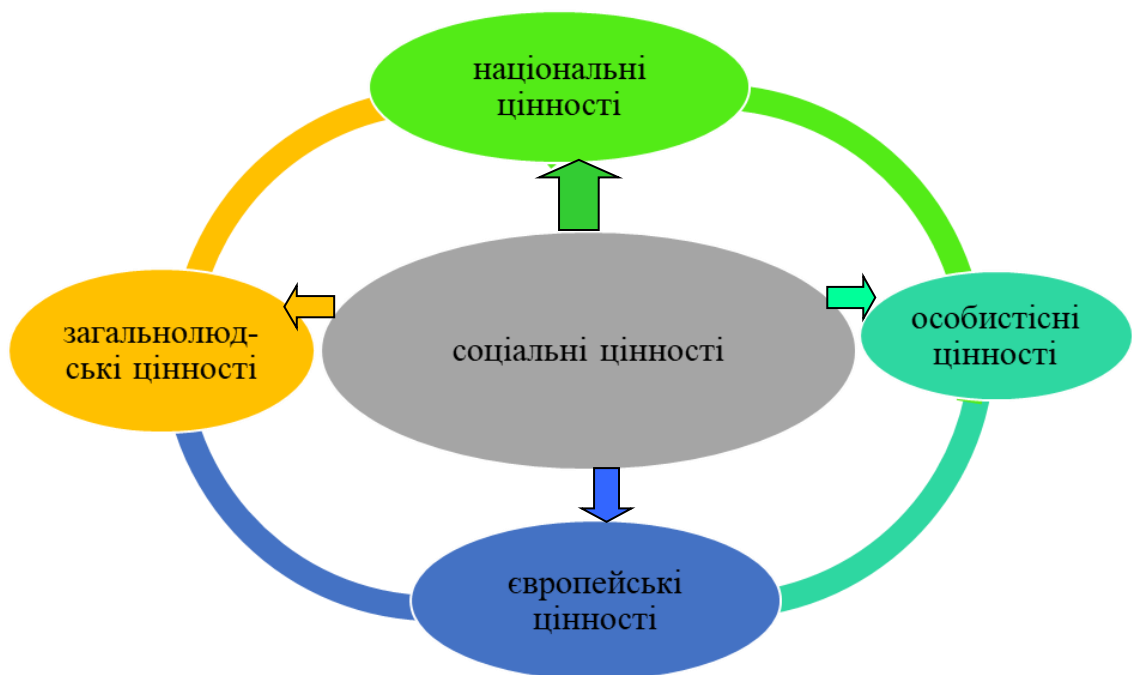 національні
цінності
загальнолюд-
ські цінності
соціальні цінності
особистісні
цінності
європейські
цінності